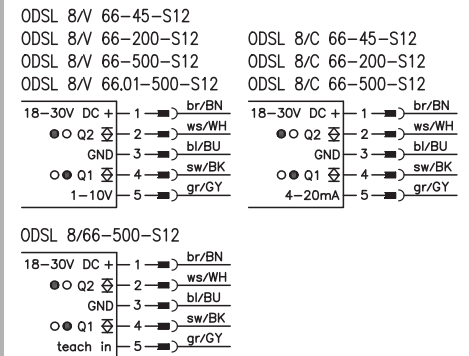 ODSL 8/V 66-45-S12
ODSL 8/V 66-200-S12
ODSL 8/V 66-500-S12
ODSL 8/V 66.01-500-S12
18-30V DC + 1 br/BN
Q2 2 ws/WH
GND 3 bl/BU
Q1 4 sw/BK
1-10V 5 gr/GY
ODSL 8/C 66-45-S12
ODSL 8/C 66-200-S12
ODSL 8/C 66-500-S12
18-30V DC + 1 br/BN
Q2 2 ws/WH
GND 3 bl/BU
Q1 4 sw/BK
4-20mA 5 gr/GY
ODSL 8/66-500-S12
18-30V DC + 1 br/BN
Q2 2 ws/WH
GND 3 bl/BU
Q1 4 sw/BK
teach in 5 gr/GY